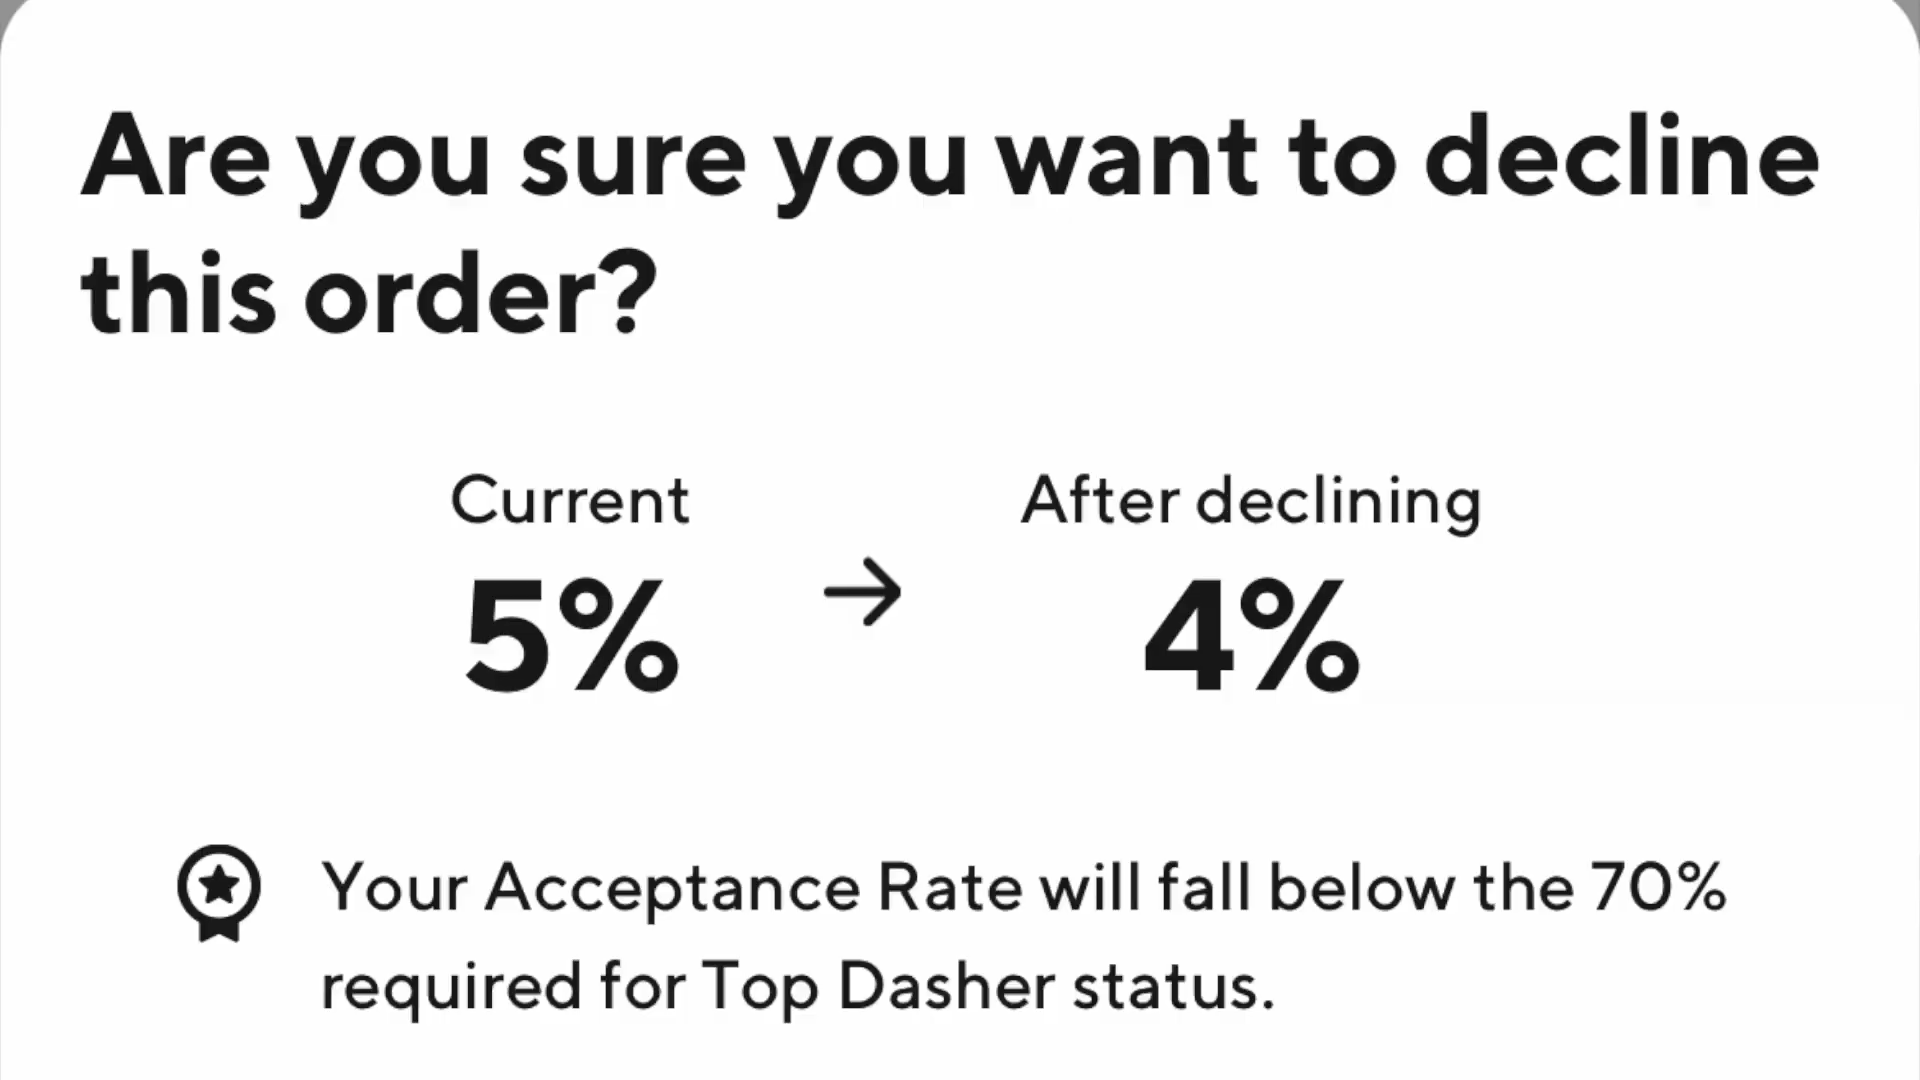 Are you sure you want to decline
this order?
Current
After declining
5%
4%
Your Acceptance Rate will fall below the 70%
required for Top Dasher status.